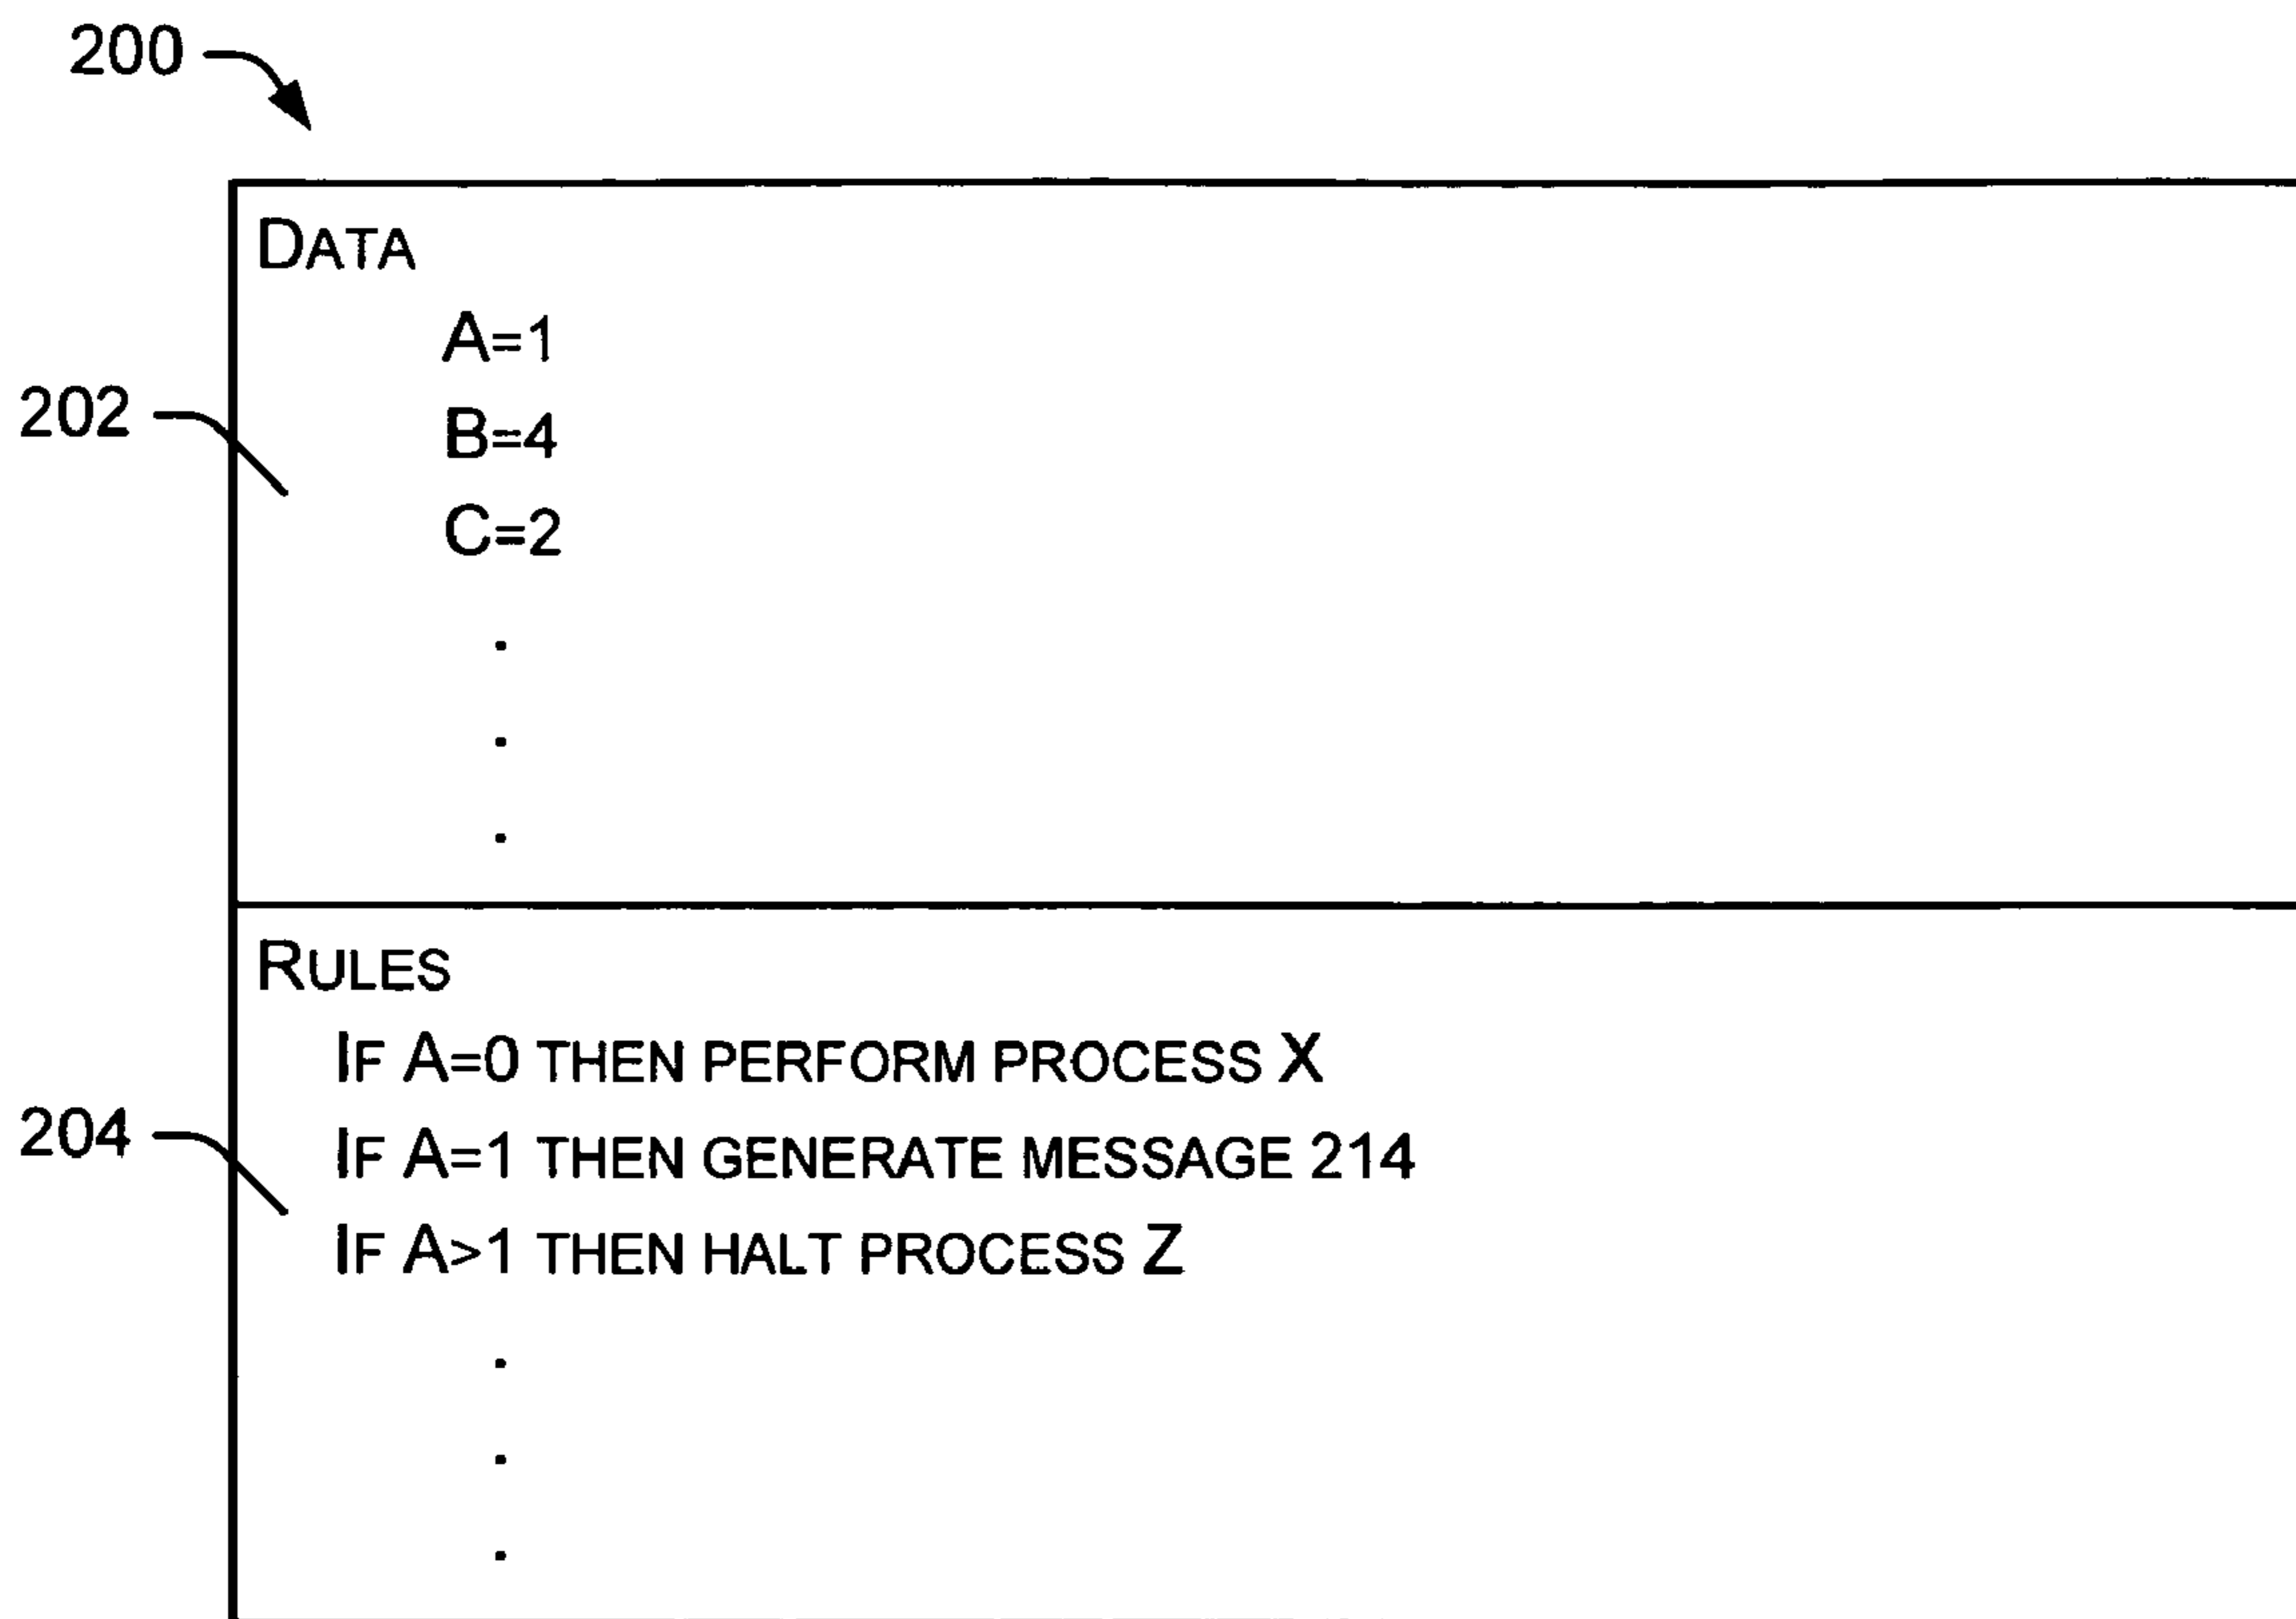 200
DATA
A=1
202
B=4
C=2
.
.
.
RULES
IF A=0 THEN PERFORM PROCESS X
204
IF A=1 THEN GENERATE MESSAGE 214
IF A>1 THEN HALT PROCESS Z
.
.
.